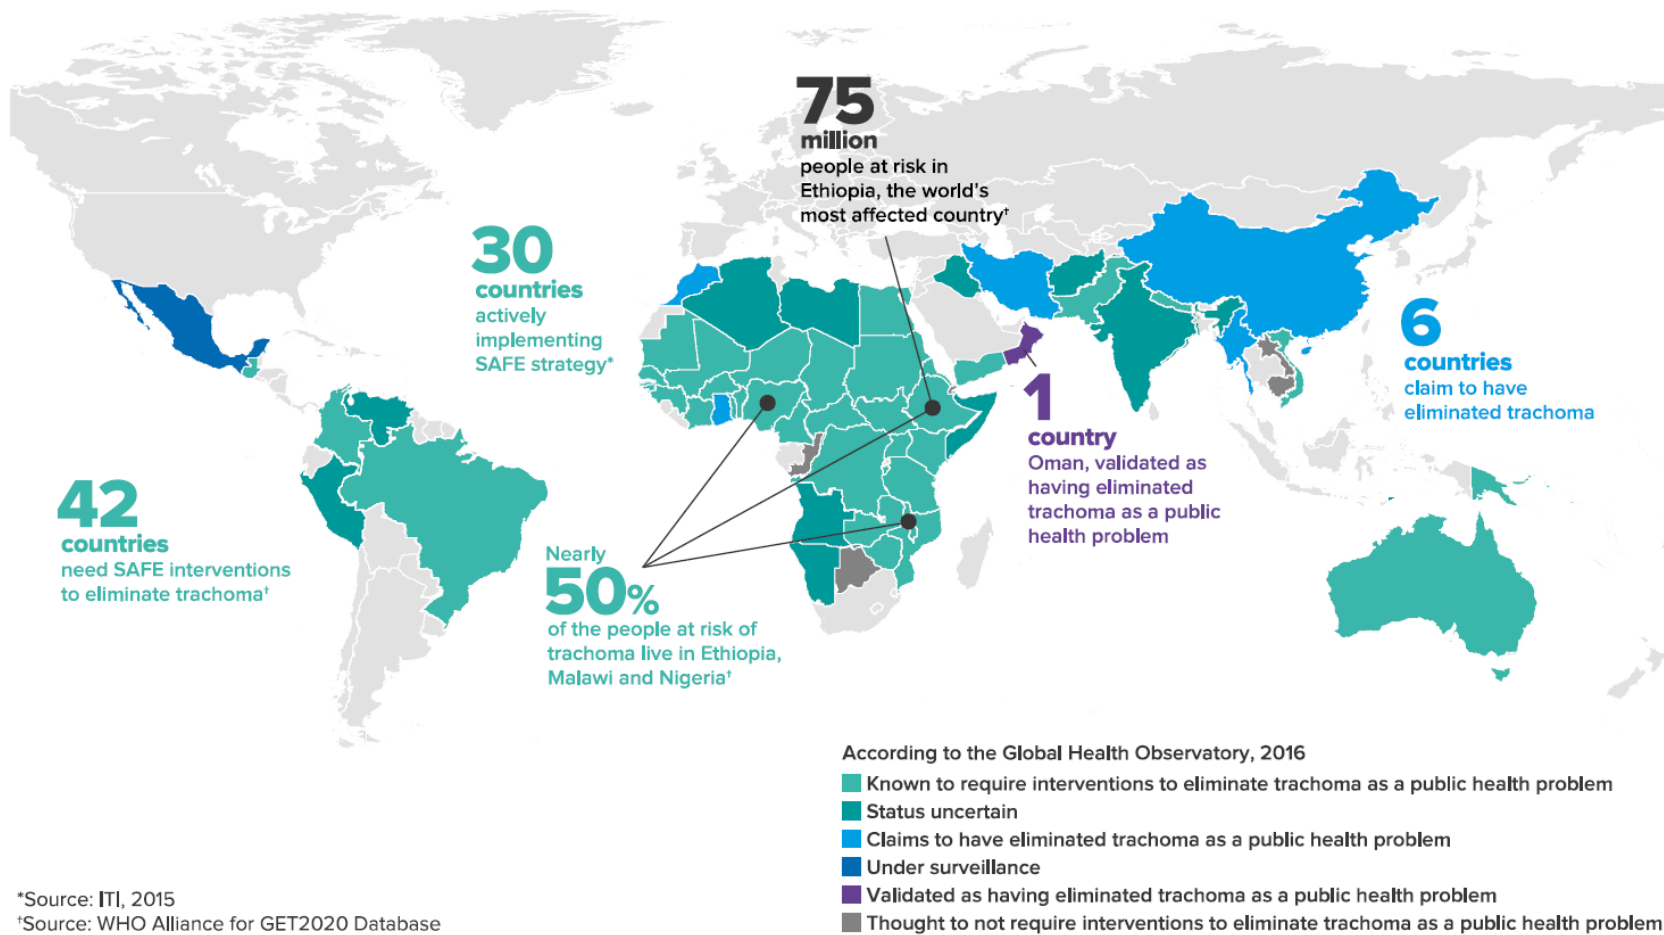 75
million
people at risk in
Ethiopia, the world's
most affected country†
30
countries
actively
implementing
SAFE strategy*
6
countries
claim to have
eliminated trachoma
1
country
Oman, validated as
having eliminated
trachoma as a public
health problem
42
countries
need SAFE interventions
to eliminate trachoma†
Nearly
50%
of the people at risk of
trachoma live in Ethiopia,
Malawi and Nigeria†
According to the Global Health Observatory, 2016
Known to require interventions to eliminate trachoma as a public health problem
Status uncertain
Claims to have eliminated trachoma as a public health problem
Under surveillance
Validated as having eliminated trachoma as a public health problem
Thought to not require interventions to eliminate trachoma as a public health problem
*Source: ITI, 2015
†Source: WHO Alliance for GET2020 Database